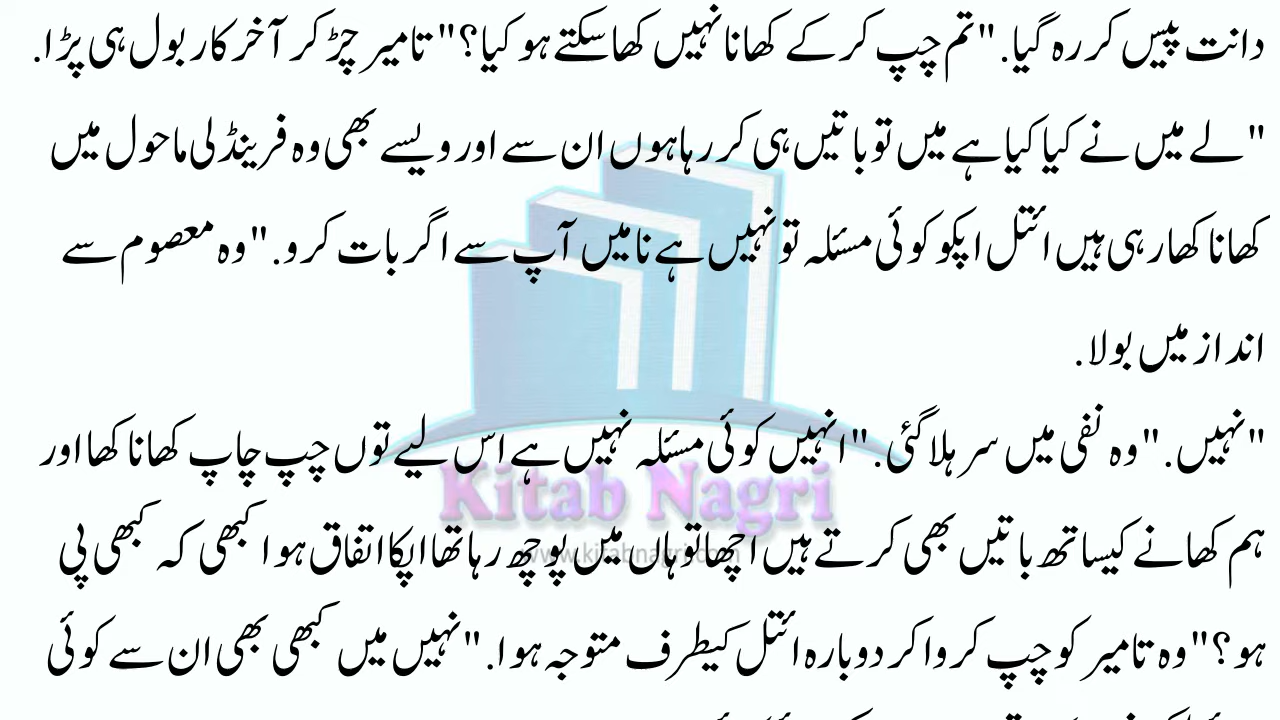 دانت پیس کر رہ گیا. "تم چپ کر کے کھانا نہیں کھا سکتے ہو کیا؟" تامیر چڑ کر آخر کار بول ہی پڑا.
"لے میں نے کیا کیا ہے میں تو باتیں ہی کر رہا ہوں ان سے اور ویسے بھی وہ فرینڈلی ماحول میں
کھانا کھا رہی ہیں ائتل اپکو کوئی مسئلہ تو نہیں ہے نا میں آپ سے اگر بات کرو. "وہ معصوم سے
انداز میں بولا.
"نہیں. "وہ نفی میں سر ہلا گئی. "انہیں کوئی مسئلہ نہیں ہے اس لیے توں چپ چاپ کھانا کھا اور
Kitab Nagri
ہم کھانے کیساتھ باتیں بھی کرتے ہیں اچھا تو ہاں میں پوچھ رہا تھا اپکا اتفاق ہوا کبھی کہ کبھی پی
www.kitabnagri.com
ہو؟" وہ تامیر کو چپ کروا کر دوبارہ ائتل کیطرف متوجہ ہوا. "نہیں میں کبھی بھی ان سے کوئی